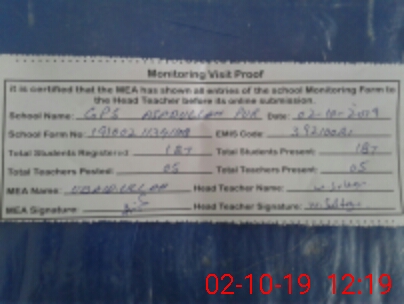 Monitoring Visit Proof
It is certified that the MEA has shown all entries of the school Monitoring Form to
the Head Teacher before its online submission.
School Name: GPS PUR Date: 02-10-2019
School Form No: EMIS Code:
Total Students Registered: 187 Total Students Present: 187
Total Teachers Posted: 05 Total Teachers Present: 05
MEA Name: Head Teacher Name:
MEA Signature: Head Teacher Signature:
02-10-19 12:19